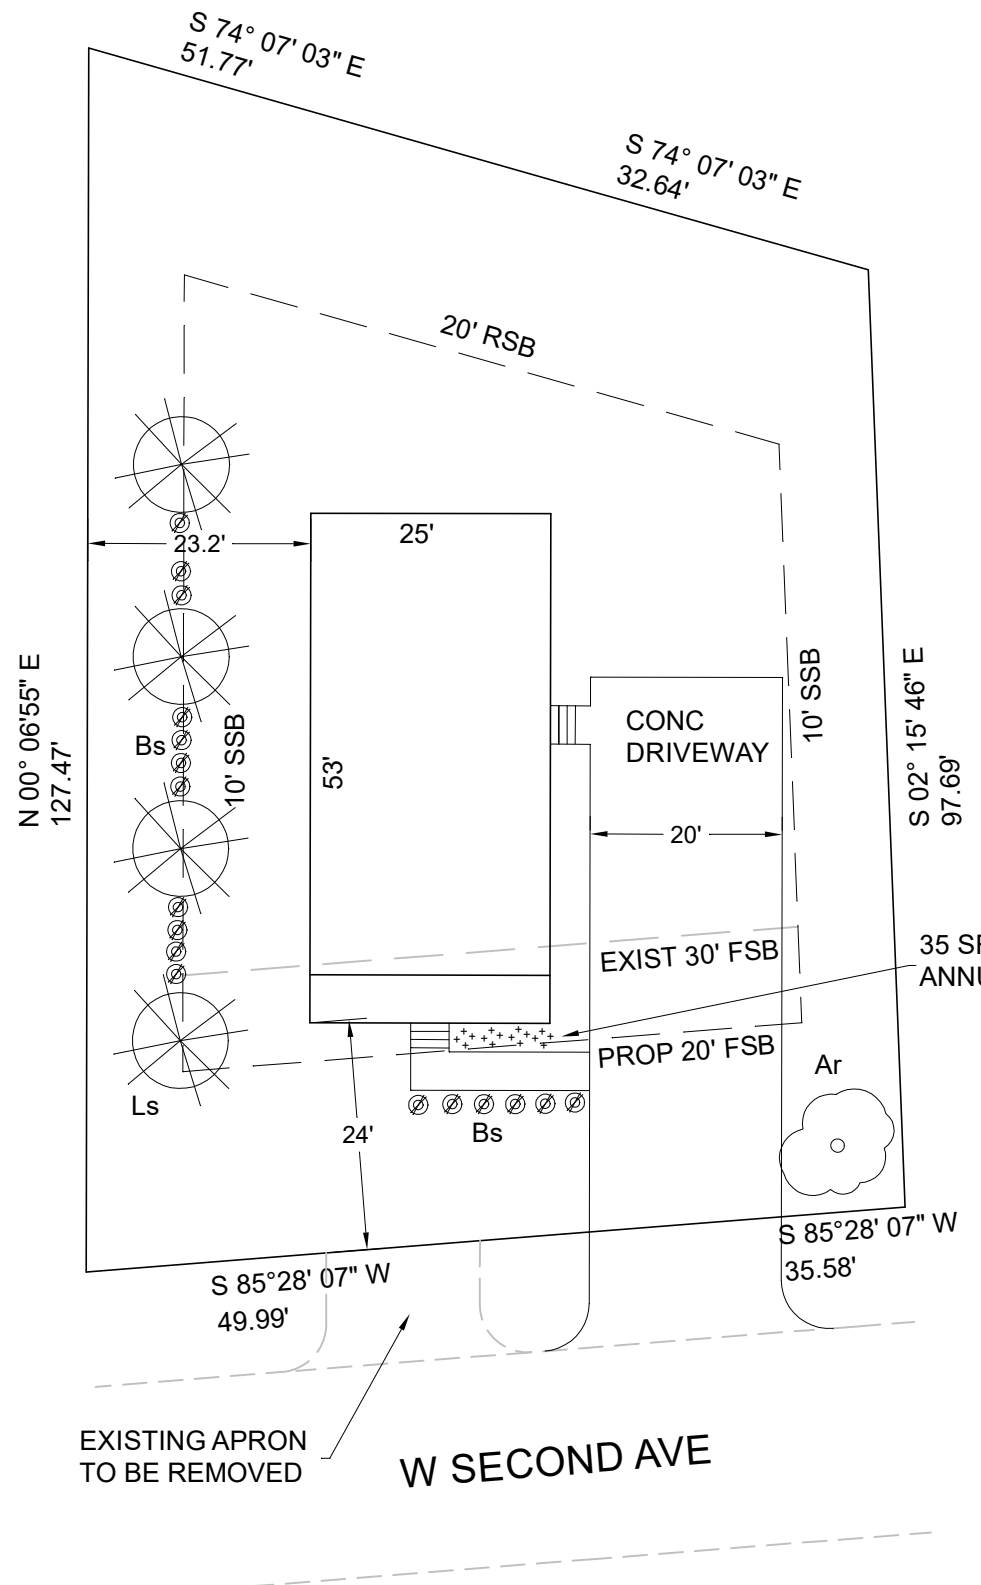 S 74° 07' 03" E
51.77'
S 74° 07' 03" E
32.64'
20' RSB
25'
23.2'
N 00° 06'55" E
127.47'
Bs
10' SSB
53'
CONC
DRIVEWAY
10' SSB
S 02° 15' 46" E
97.69'
20'
EXIST 30' FSB
35 SF
PROP 20' FSB
Ar
Ls
24'
Bs
S 85°28' 07" W
49.99'
S 85°28' 07" W
35.58'
EXISTING APRON
TO BE REMOVED
W SECOND AVE